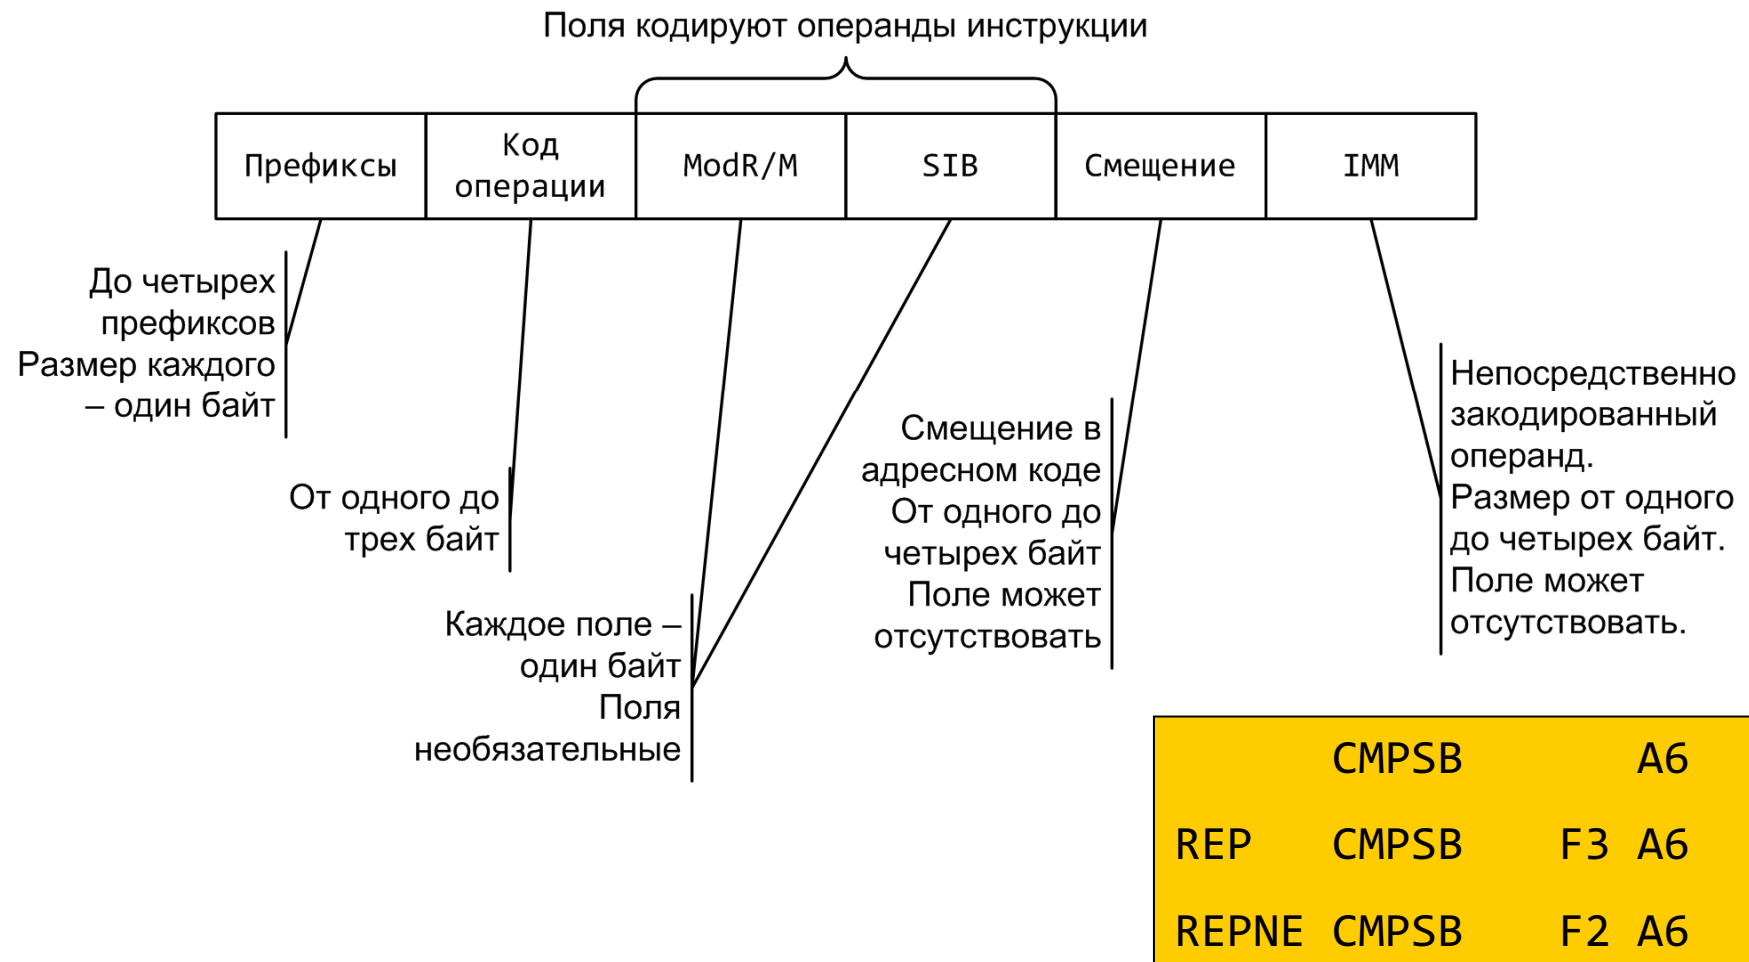 Поля кодируют операнды инструкции
Префиксы
Код
операции
ModR/M
SIB
Смещение
IMM
До четырех
префиксов
Размер каждого
– один байт
От одного до
трех байт
Каждое поле –
один байт
Поля
необязательные
Смещение в
адресном коде
От одного до
четырех байт
Поле может
отсутствовать
Непосредственно
закодированный
операнд.
Размер от одного
до четырех байт.
Поле может
отсутствовать.
CMPSB A6
REP CMPSB F3 A6
REPNE CMPSB F2 A6